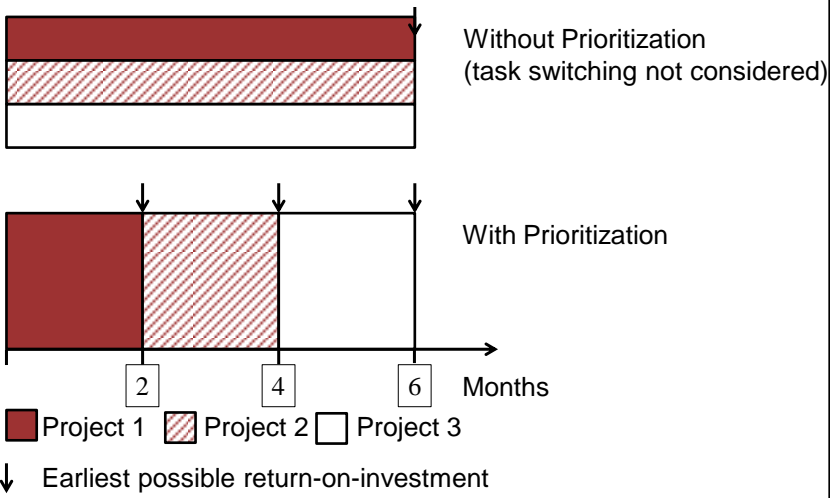 Without Prioritization
(task switching not considered)
With Prioritization
2 4 6 Months
Project 1 Project 2 Project 3
Earliest possible return-on-investment